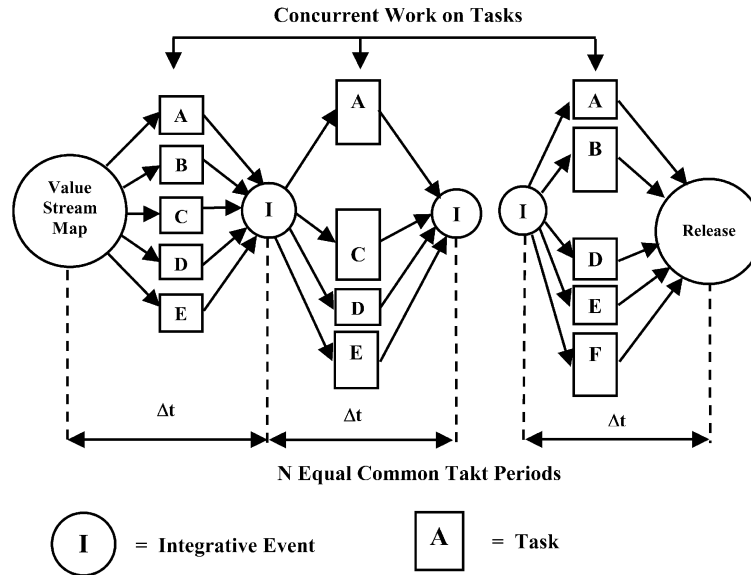 Concurrent Work on Tasks
A
B
C
D
E
Value
Stream
Map
I
A
C
D
E
I
I
A
B
D
E
F
Release
Δt
Δt
Δt
N Equal Common Takt Periods
I = Integrative Event
A = Task